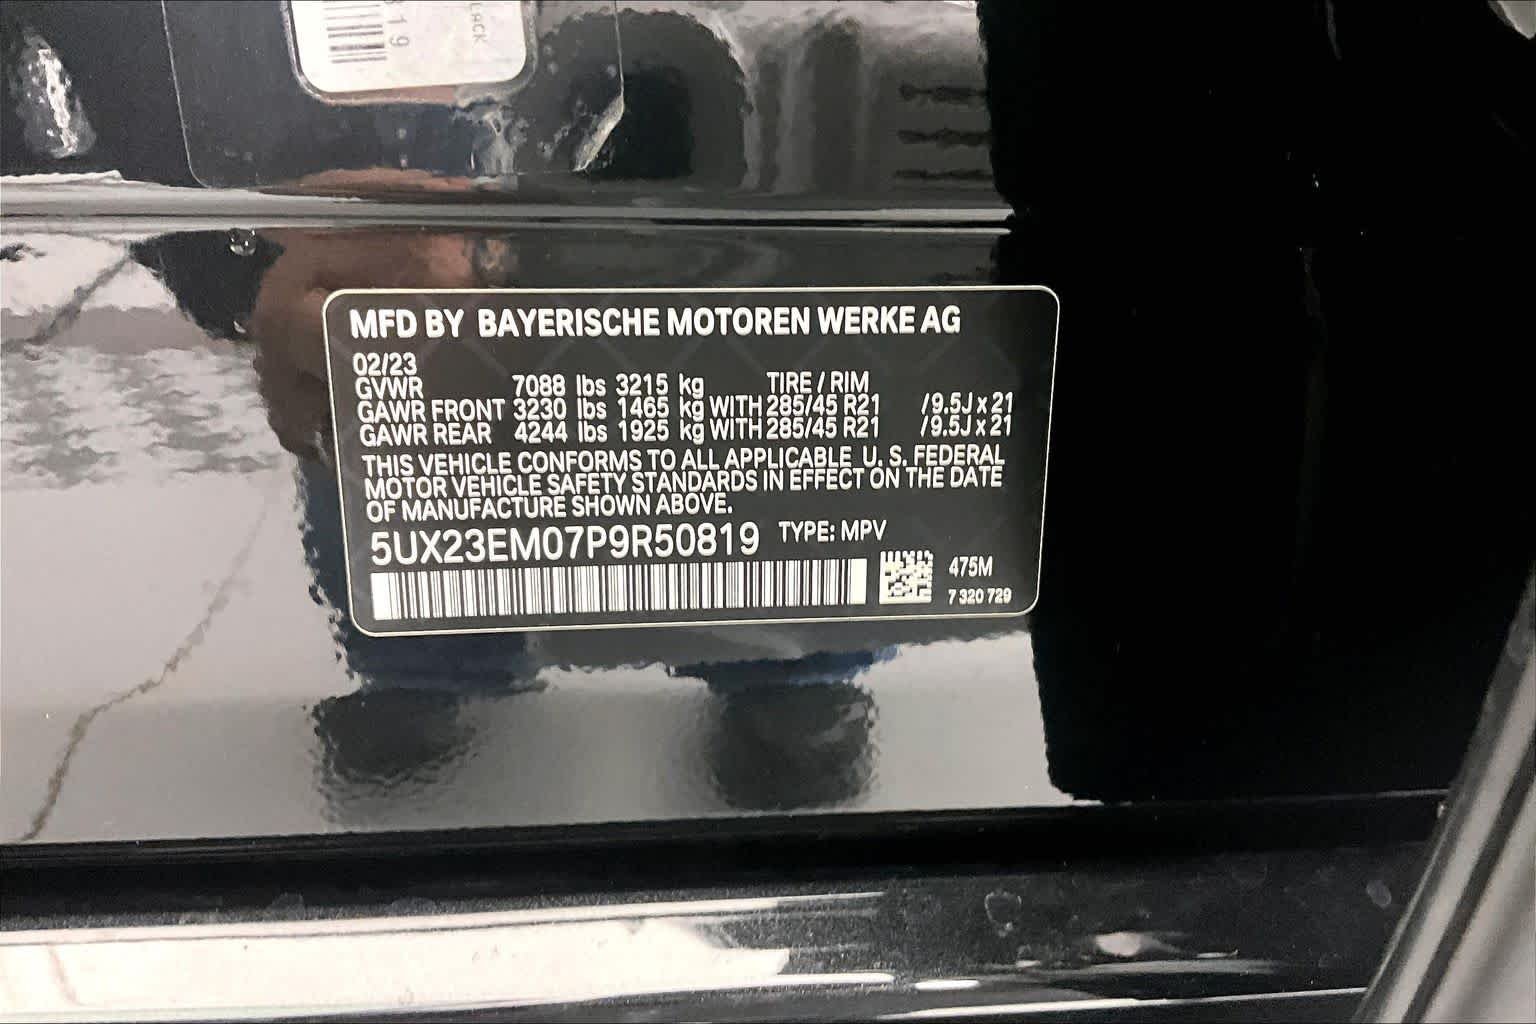 819
BLACK
MFD BY BAYERISCHE MOTOREN WERKE AG
02/23
GVWR 7088 lbs 3215 kg TIRE / RIM
GAWR FRONT 3230 lbs 1465 kg WITH 285/45 R21 /9.5J x 21
GAWR REAR 4244 lbs 1925 kg WITH 285/45 R21 /9.5J x 21
THIS VEHICLE CONFORMS TO ALL APPLICABLE U. S. FEDERAL
MOTOR VEHICLE SAFETY STANDARDS IN EFFECT ON THE DATE
OF MANUFACTURE SHOWN ABOVE.
5UX23EM07P9R50819 TYPE: MPV
475M
7 320 729